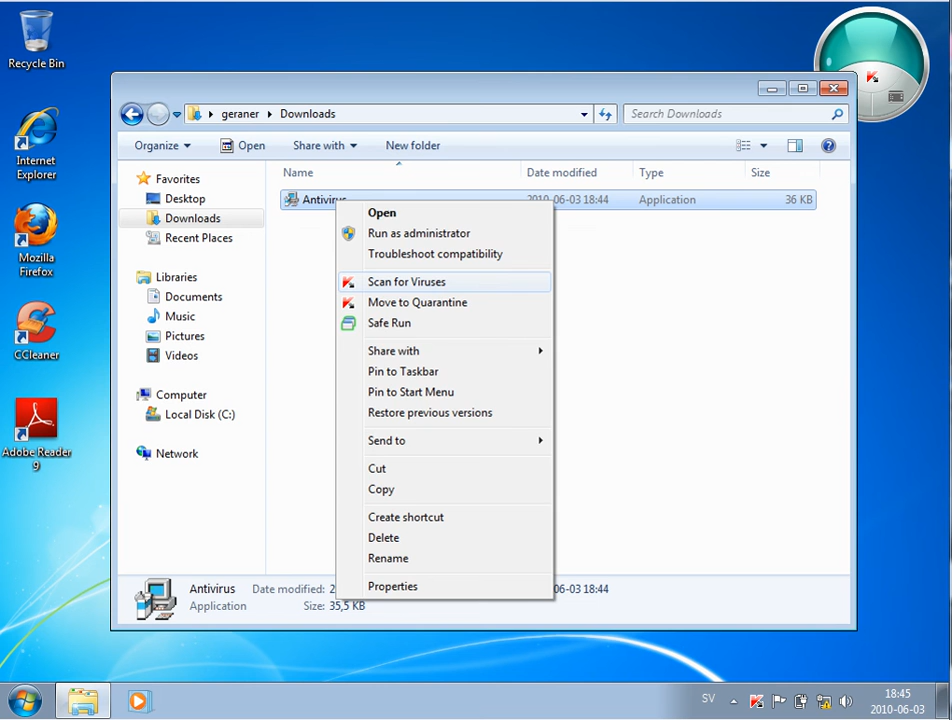 Recycle Bin
Internet
Explorer
Mozilla
Firefox
CCleaner
Adobe Reader
9
geraner
Downloads
Search Downloads
Organize
Open
Share with
New folder
Name
Date modified
Type
Size
Favorites
Desktop
Downloads
Recent Places
Libraries
Documents
Music
Pictures
Videos
Computer
Local Disk (C:)
Network
Antivirus
2010-06-03 18:44
Application
36 KB
Open
Run as administrator
Troubleshoot compatibility
Scan for Viruses
Move to Quarantine
Safe Run
Share with
Pin to Taskbar
Pin to Start Menu
Restore previous versions
Send to
Cut
Copy
Create shortcut
Delete
Rename
Properties
Antivirus
Date modified: 2
06-03 18:44
Application
Size: 35,5 KB
SV
18:45
2010-06-03